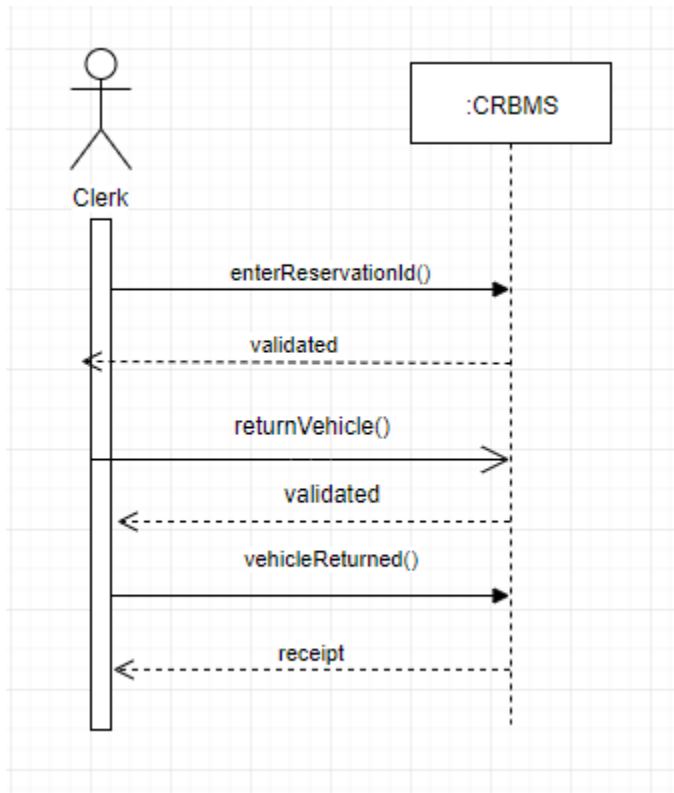 :CRBMS
Clerk
enterReservationId()
validated
returnVehicle()
validated
vehicleReturned()
receipt